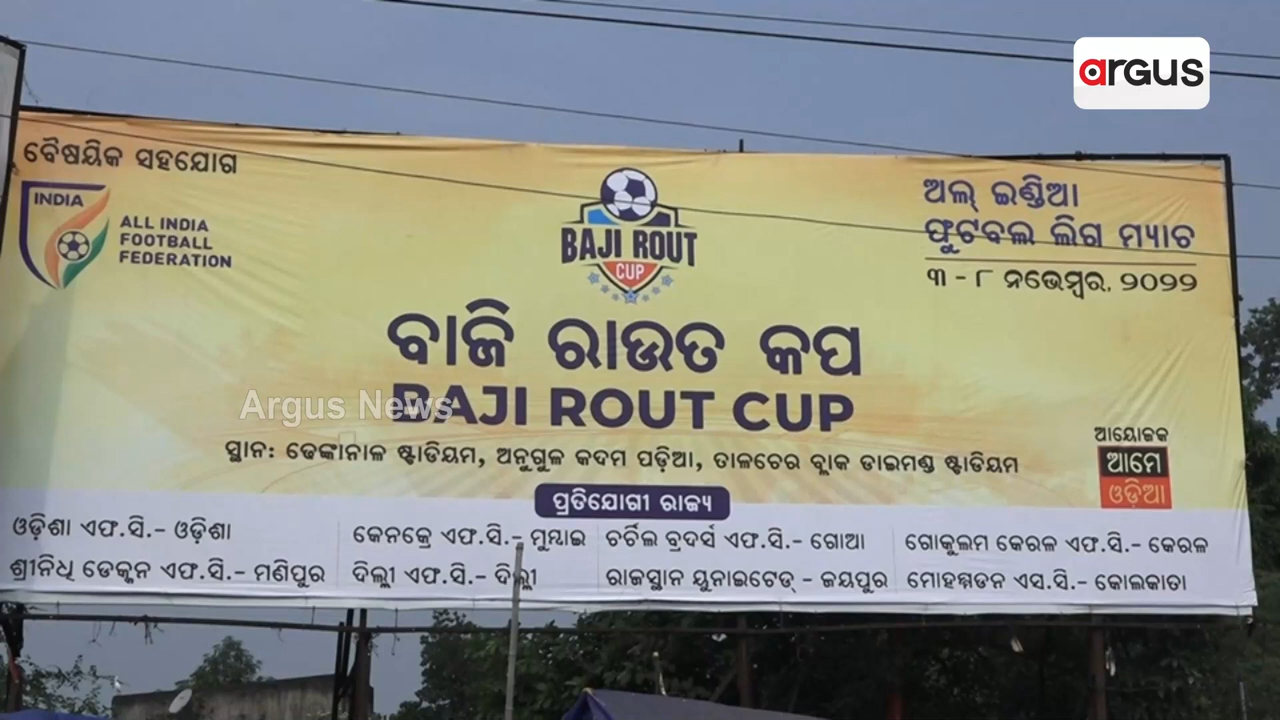 argus
ବୈଷୟିକ ସହଯୋଗ
INDIA
ALL INDIA
FOOTBALL
FEDERATION
BAJI ROUT
CUP
ଅଲ୍ ଇଣ୍ଡିଆ
ଫୁଟବଲ ଲିଗ ମ୍ୟାଚ
୩ - ୮ ନଭେମ୍ବର, ୨୦୨୨
ବାଜି ରାଉତ କପ
BAJI ROUT CUP
Argus News
ସ୍ଥାନ: ଢେଙ୍କାନାଳ ଷ୍ଟାଡିୟମ, ଅନୁଗୁଳ କଦମ ପଡ଼ିଆ, ତାଳଚେର ବ୍ଲାକ ଡାଇମଣ୍ଡ ଷ୍ଟାଡିୟମ
ଆୟୋଜକ
ଆମେ
ଓଡ଼ିଆ
ପ୍ରତିଯୋଗୀ ରାଜ୍ୟ
ଓଡ଼ିଶା ଏଫ.ସି.- ଓଡ଼ିଶା
କେନକ୍ରେ ଏଫ.ସି.- ମୁମ୍ବାଇ
ଚର୍ଚିଲ ବ୍ରଦର୍ସ ଏଫ.ସି.- ଗୋଆ
ଗୋକୁଲମ କେରଳ ଏଫ.ସି.- କେରଳ
ଶ୍ରୀନିଧି ଡେକ୍କନ ଏଫ.ସି.- ମଣିପୁର
ଦିଲ୍ଲୀ ଏଫ.ସି.- ଦିଲ୍ଲୀ
ରାଜସ୍ଥାନ ୟୁନାଇଟେଡ୍ - ଜୟପୁର
ମୋହମ୍ମଡନ ଏସ.ସି.- କୋଲକାତା